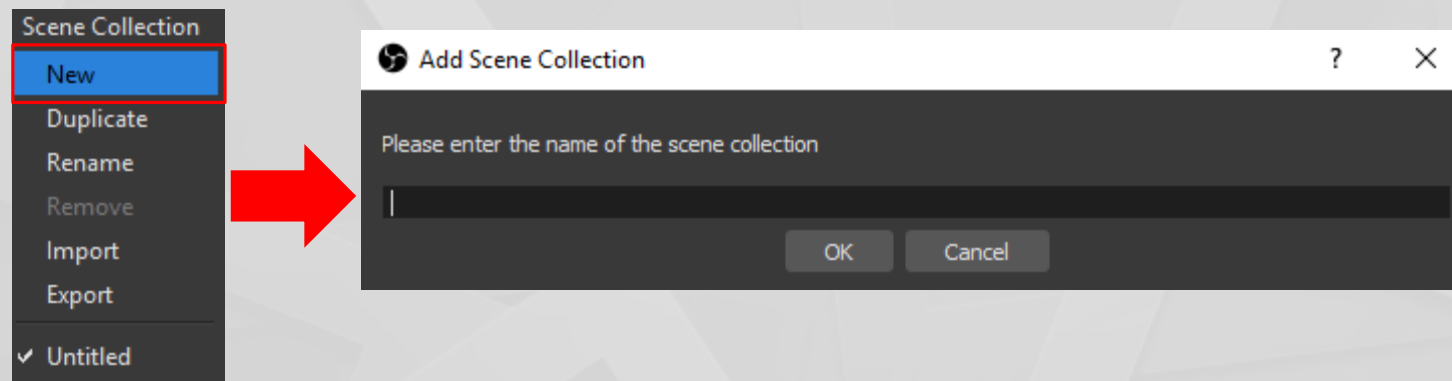 Scene Collection
New
Duplicate
Rename
Remove
Import
Export
Untitled
Add Scene Collection
?
Please enter the name of the scene collection
OK
Cancel